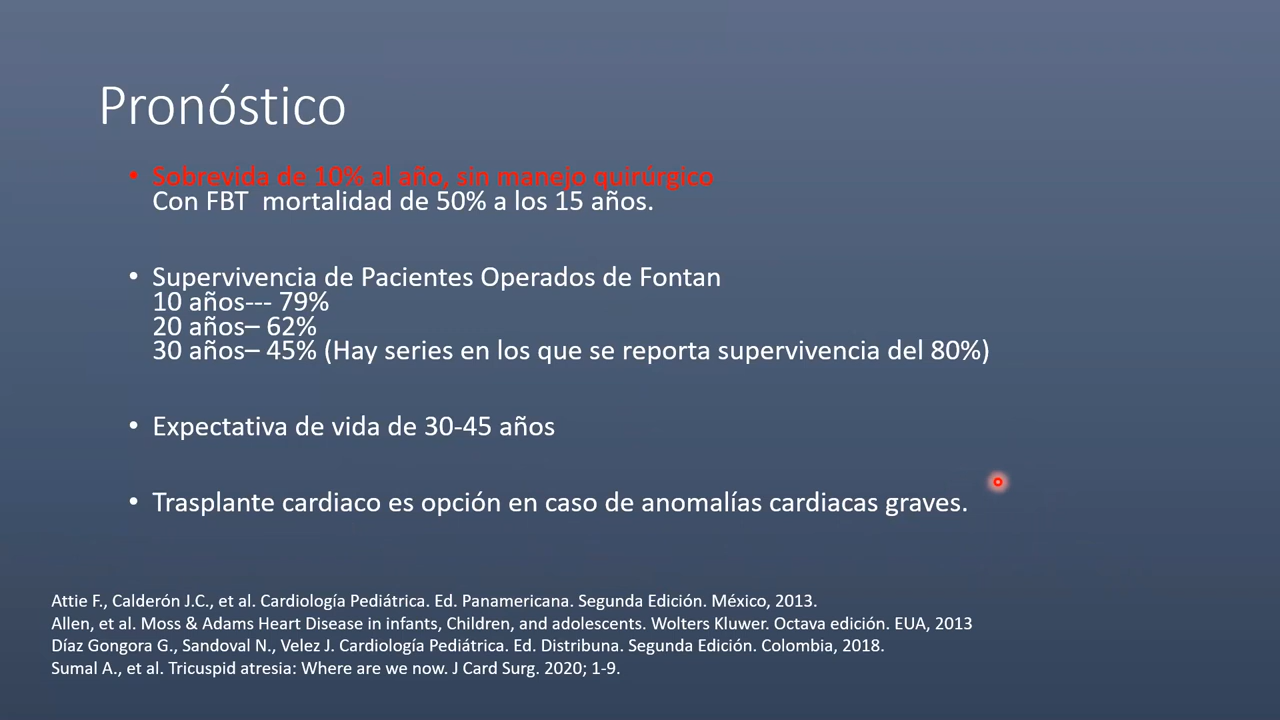 Pronóstico
• Sobrevida de 10% al año, sin manejo quirúrgico
Con FBT mortalidad de 50% a los 15 años.
• Supervivencia de Pacientes Operados de Fontan
10 años--- 79%
20 años– 62%
30 años– 45% (Hay series en los que se reporta supervivencia del 80%)
• Expectativa de vida de 30-45 años
• Trasplante cardiaco es opción en caso de anomalías cardiacas graves.
Attie F., Calderón J.C., et al. Cardiología Pediátrica. Ed. Panamericana. Segunda Edición. México, 2013.
Allen, et al. Moss & Adams Heart Disease in infants, Children, and adolescents. Wolters Kluwer. Octava edición. EUA, 2013
Díaz Gongora G., Sandoval N., Velez J. Cardiología Pediátrica. Ed. Distribuna. Segunda Edición. Colombia, 2018.
Sumal A., et al. Tricuspid atresia: Where are we now. J Card Surg. 2020; 1-9.